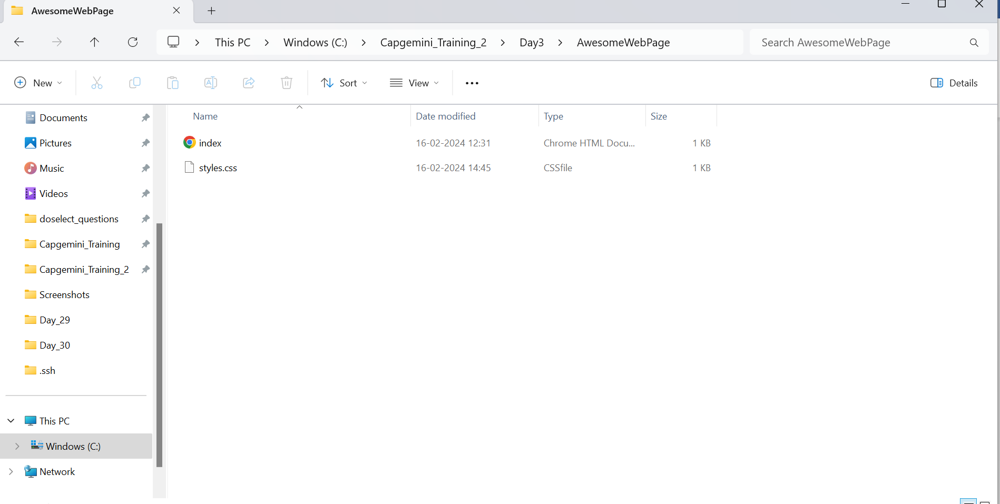 AwesomeWebPage
This PC Windows (C:) Capgemini_Training_2 Day3 AwesomeWebPage Search AwesomeWebPage
New Sort View Details
Documents
Pictures
Music
Videos
doselect_questions
Capgemini_Training
Capgemini_Training_2
Screenshots
Day_29
Day_30
.ssh
This PC
Windows (C:)
Network
Name Date modified Type Size
index 16-02-2024 12:31 Chrome HTML Docu... 1 KB
styles.css 16-02-2024 14:45 CSSfile 1 KB